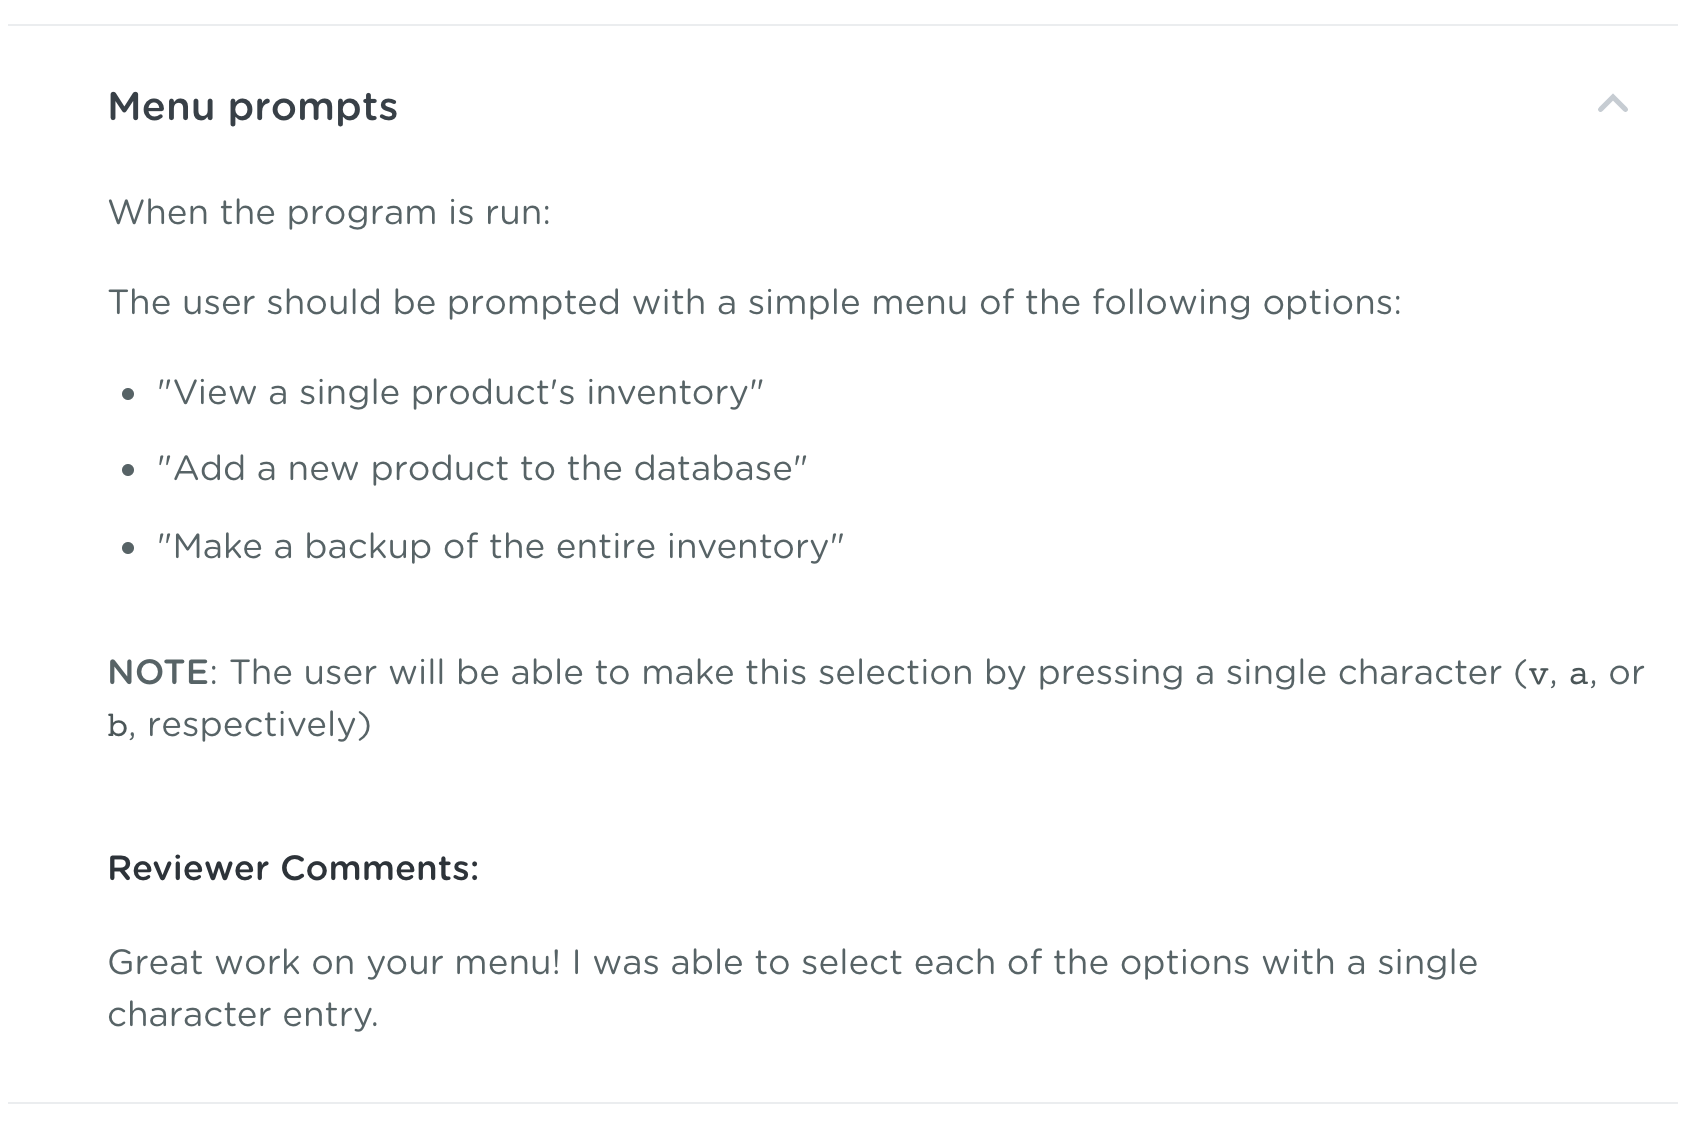 Menu prompts
When the program is run:
The user should be prompted with a simple menu of the following options:
• "View a single product's inventory"
• "Add a new product to the database"
• "Make a backup of the entire inventory"
NOTE: The user will be able to make this selection by pressing a single character (v, a, or
b, respectively)
Reviewer Comments:
Great work on your menu! I was able to select each of the options with a single
character entry.